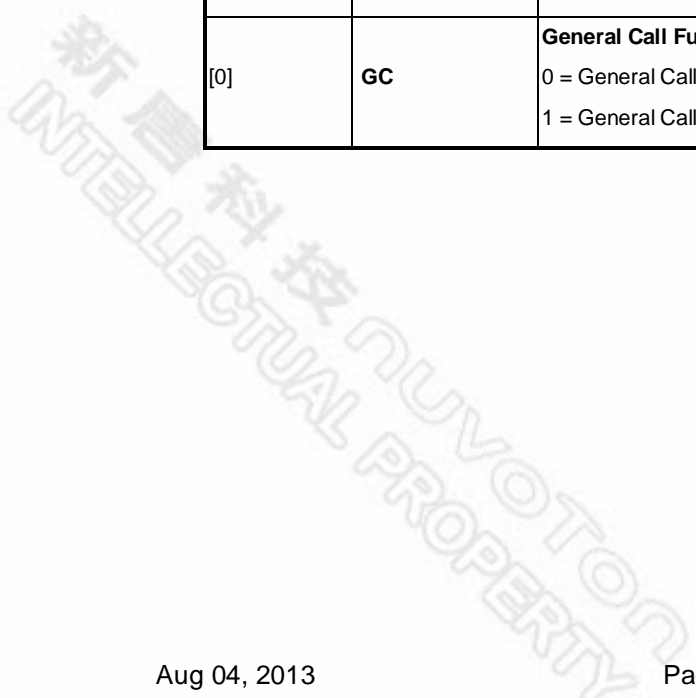 General Call Fu
[0] GC 0 = General Call
1 = General Call
新唐科技 nuvoton
INTELLECTUAL PROPERTY
Aug 04, 2013 Pa